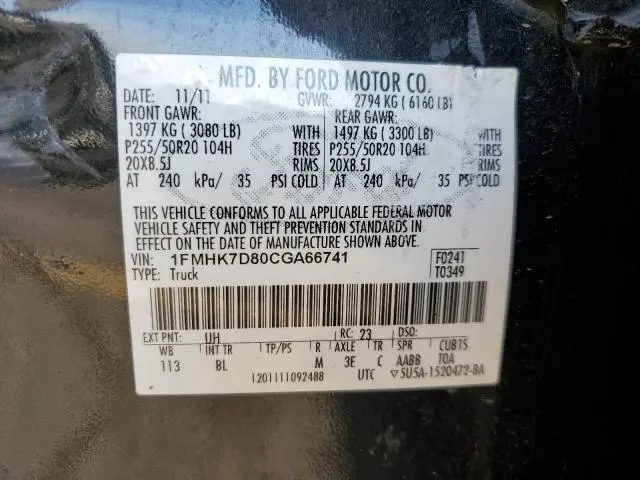 MFD. BY FORD MOTOR CO.
DATE: 11/11 GVWR: 2794 KG ( 6160 LB)
FRONT GAWR: REAR GAWR:
1397 KG ( 3080 LB) WITH 1497 KG ( 3300 LB) WITH
P255/50R20 104H TIRES P255/50R20 104H TIRES
20X8.5J RIMS 20X8.5J RIMS
AT 240 kPa/ 35 PSI COLD AT 240 kPa/ 35 PSI COLD
THIS VEHICLE CONFORMS TO ALL APPLICABLE FEDERAL MOTOR
VEHICLE SAFETY AND THEFT PREVENTION STANDARDS IN
EFFECT ON THE DATE OF MANUFACTURE SHOWN ABOVE.
VIN: 1FMHK7D80CGA66741 F0241
TYPE: Truck T0349
EXT PNT: UH RC: 23 DSO:
WB INT TR TP/PS R AXLE TR SPR CUBIS
113 BL M 3E C AABB TOA
1201111092488 UTC ▽5U5A-1520472-BA